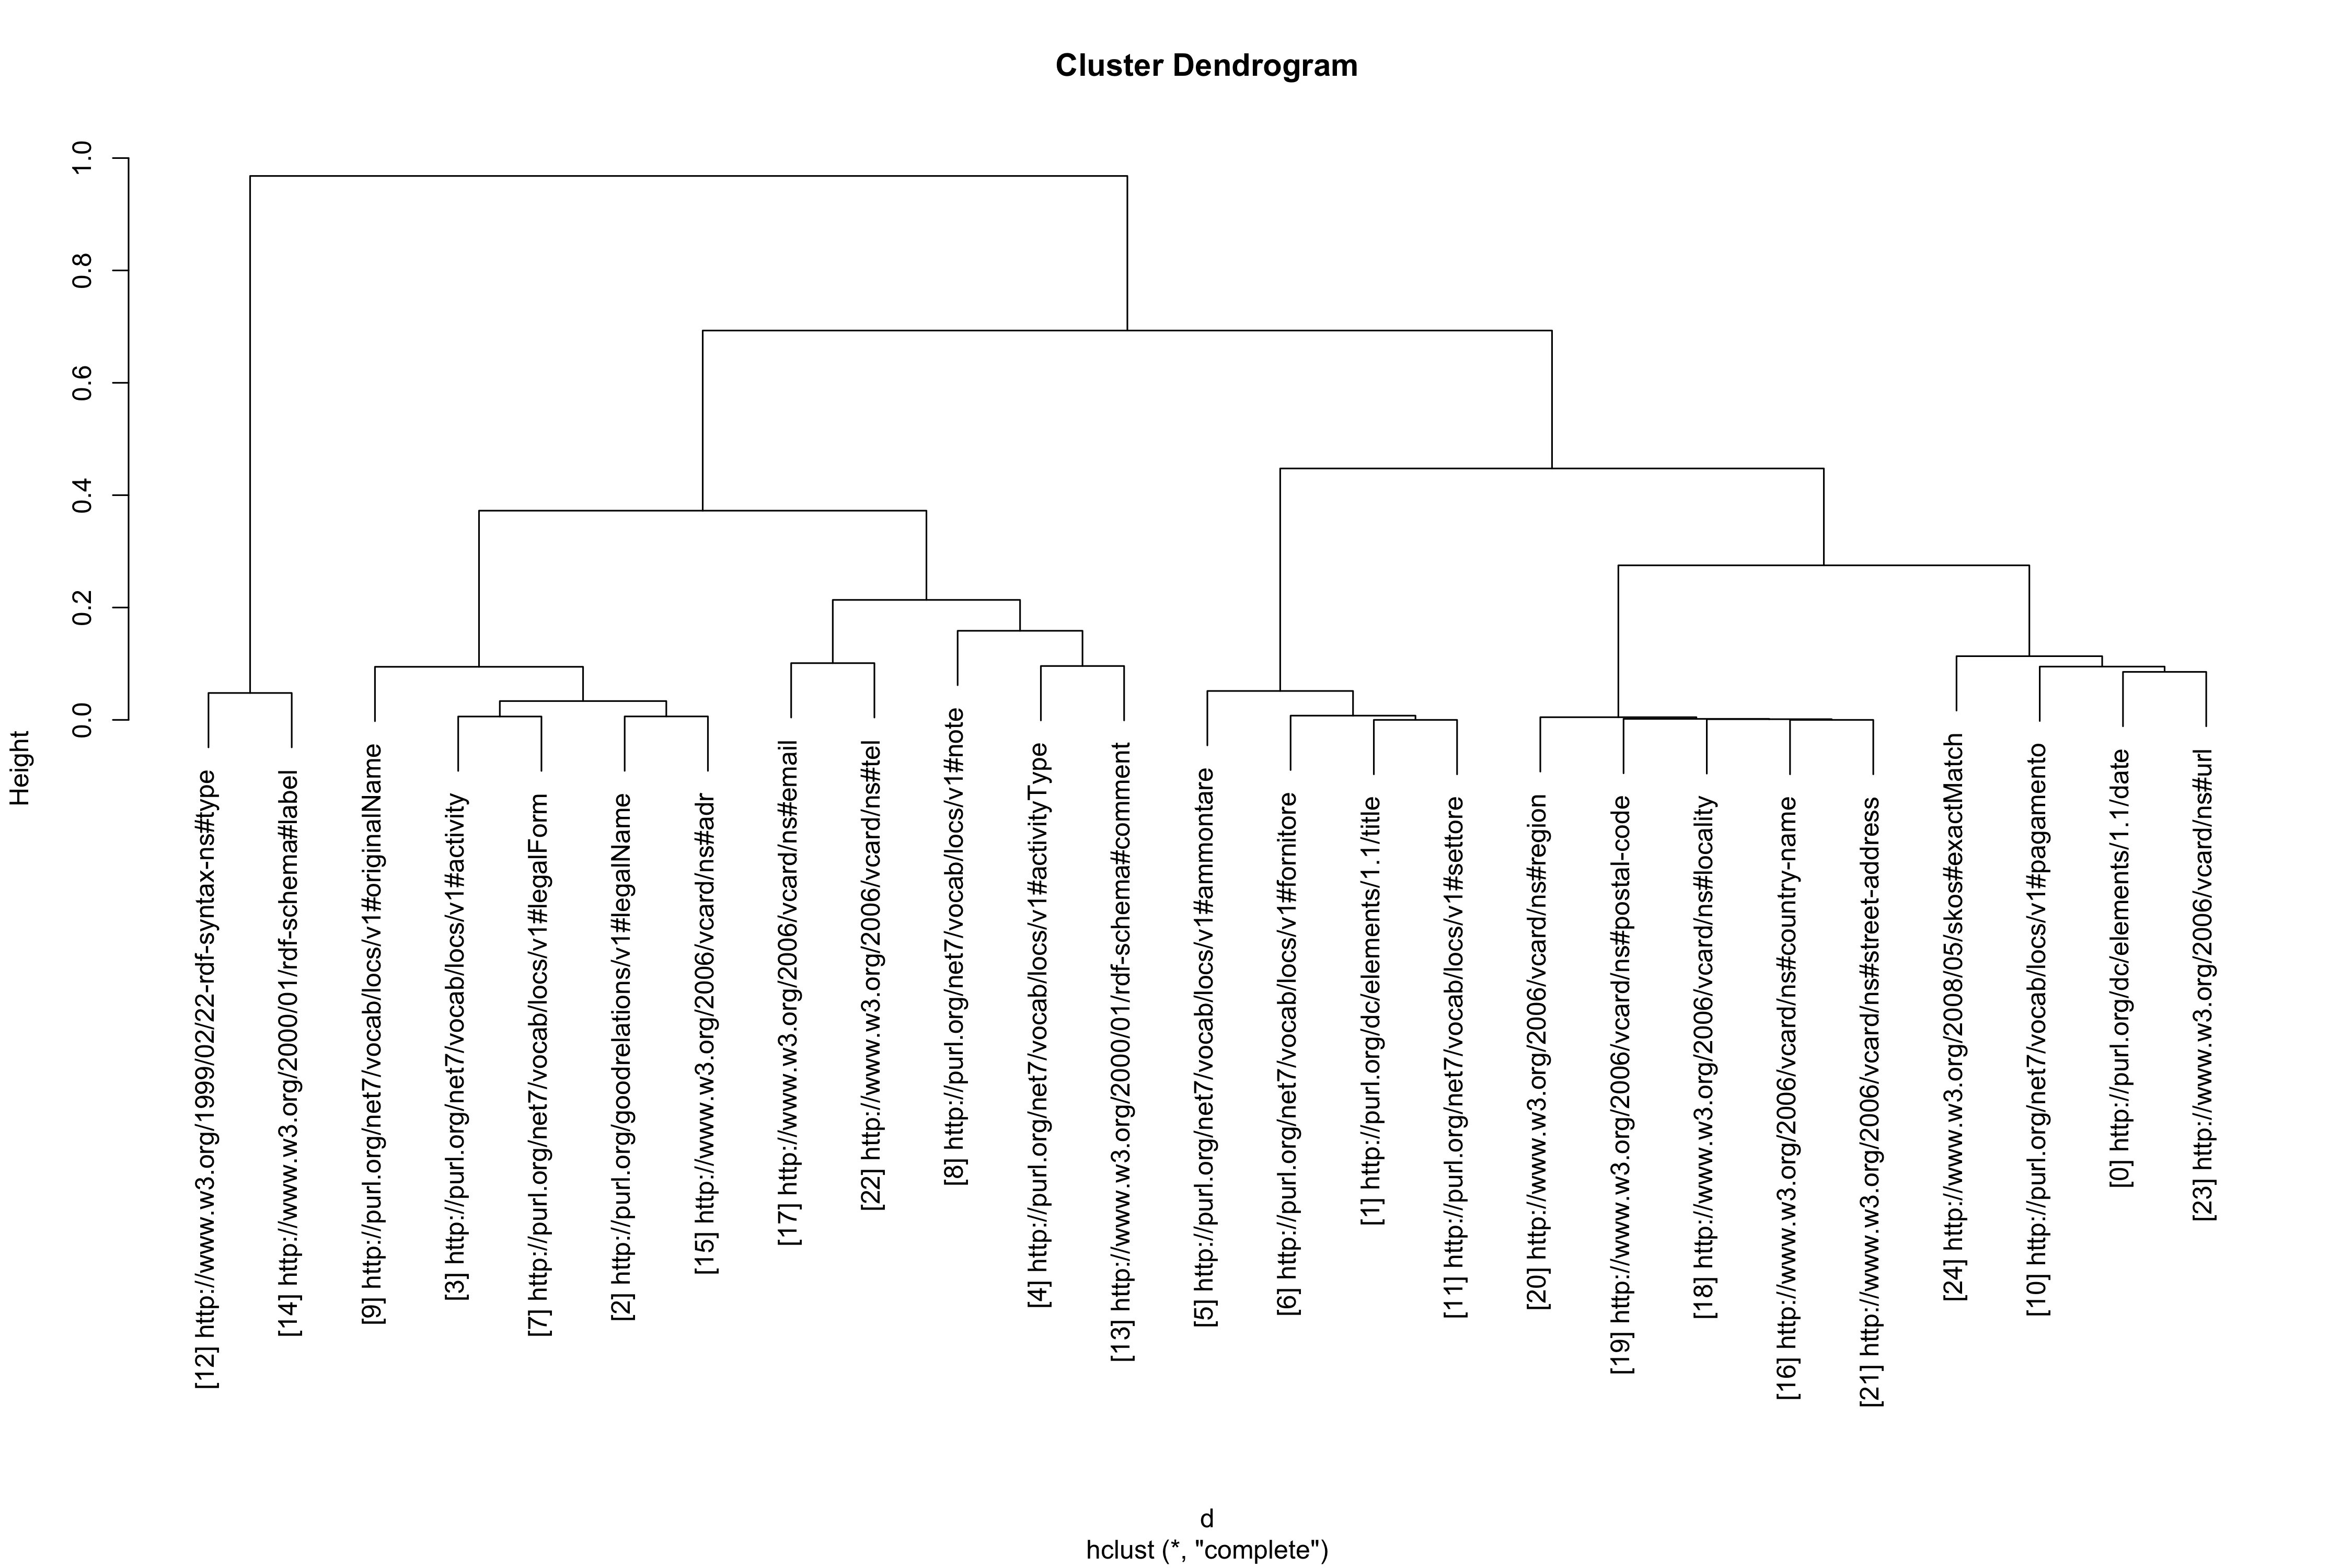 Cluster Dendrogram
Height
1.0
0.8
0.6
0.4
0.2
0.0
[12] http://www.w3.org/1999/02/22-rdf-syntax-ns#type
[14] http://www.w3.org/2000/01/rdf-schema#label
[9] http://purl.org/net7/vocab/locs/v1#originalName
[3] http://purl.org/net7/vocab/locs/v1#activity
[7] http://purl.org/net7/vocab/locs/v1#legalForm
[2] http://purl.org/goodrelations/v1#legalName
[15] http://www.w3.org/2006/vcard/ns#adr
[17] http://www.w3.org/2006/vcard/ns#email
[22] http://www.w3.org/2006/vcard/ns#tel
[8] http://purl.org/net7/vocab/locs/v1#note
[4] http://purl.org/net7/vocab/locs/v1#activityType
[13] http://www.w3.org/2000/01/rdf-schema#comment
[5] http://purl.org/net7/vocab/locs/v1#ammontare
[6] http://purl.org/net7/vocab/locs/v1#fornitore
[1] http://purl.org/dc/elements/1.1/title
[11] http://purl.org/net7/vocab/locs/v1#settore
[20] http://www.w3.org/2006/vcard/ns#region
[19] http://www.w3.org/2006/vcard/ns#postal-code
[18] http://www.w3.org/2006/vcard/ns#locality
[16] http://www.w3.org/2006/vcard/ns#country-name
[21] http://www.w3.org/2006/vcard/ns#street-address
[24] http://www.w3.org/2008/05/skos#exactMatch
[10] http://purl.org/net7/vocab/locs/v1#pagamento
[0] http://purl.org/dc/elements/1.1/date
[23] http://www.w3.org/2006/vcard/ns#url
d
hclust (*, "complete")